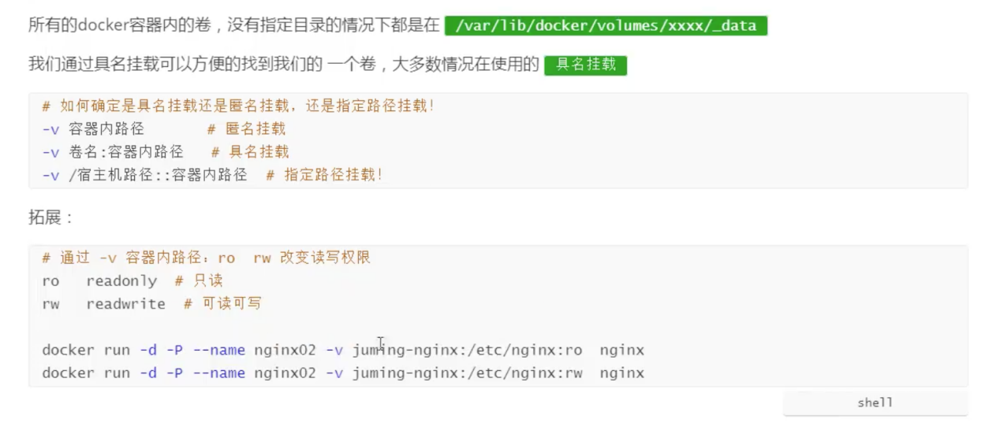 所有的docker容器内的卷，没有指定目录的情况下都是在 /var/lib/docker/volumes/xxxx/_data
我们通过具名挂载可以方便的找到我们的 一个卷，大多数情况在使用的 具名挂载
# 如何确定是具名挂载还是匿名挂载，还是指定路径挂载！
-v 容器内路径 # 匿名挂载
-v 卷名:容器内路径 # 具名挂载
-v /宿主机路径::容器内路径 # 指定路径挂载！
拓展：
# 通过 -v 容器内路径：ro rw 改变读写权限
ro readonly # 只读
rw readwrite # 可读可写
docker run -d -P --name nginx02 -v juming-nginx:/etc/nginx:ro nginx
docker run -d -P --name nginx02 -v juming-nginx:/etc/nginx:rw nginx
shell